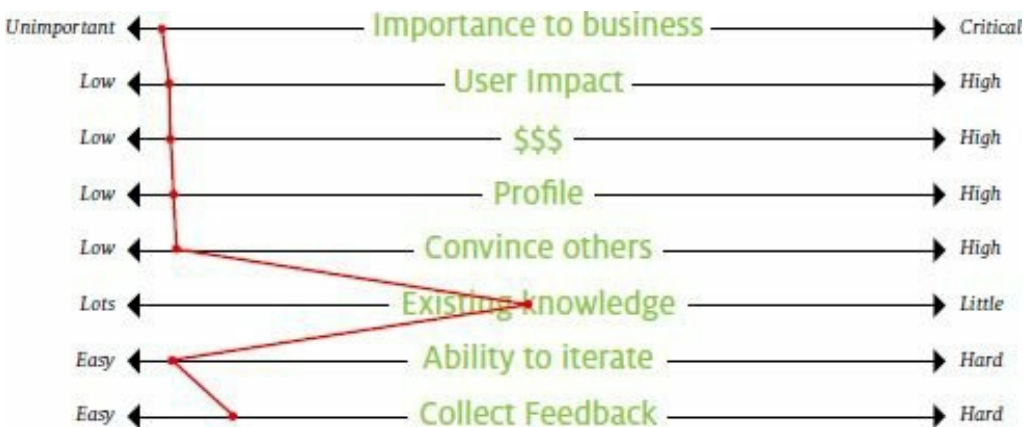 Unimportant Importance to business Critical
Low User Impact High
Low $$$ High
Low Profile High
Low Convince others High
Lots Existing knowledge Little
Easy Ability to iterate Hard
Easy Collect Feedback Hard